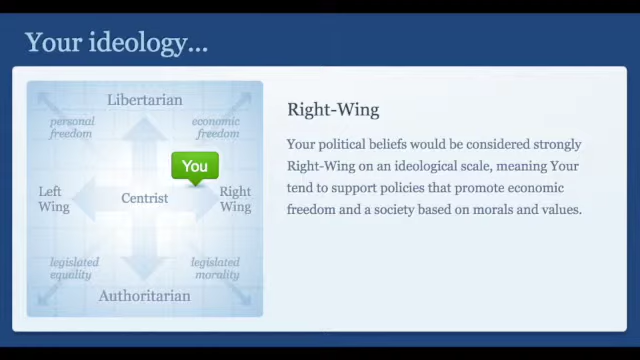 Your ideology...
Libertarian
personal
freedom
economic
freedom
You
Left
Wing
Centrist
Right
Wing
legislated
equality
legislated
morality
Authoritarian
Right-Wing
Your political beliefs would be considered strongly
Right-Wing on an ideological scale, meaning Your
tend to support policies that promote economic
freedom and a society based on morals and values.